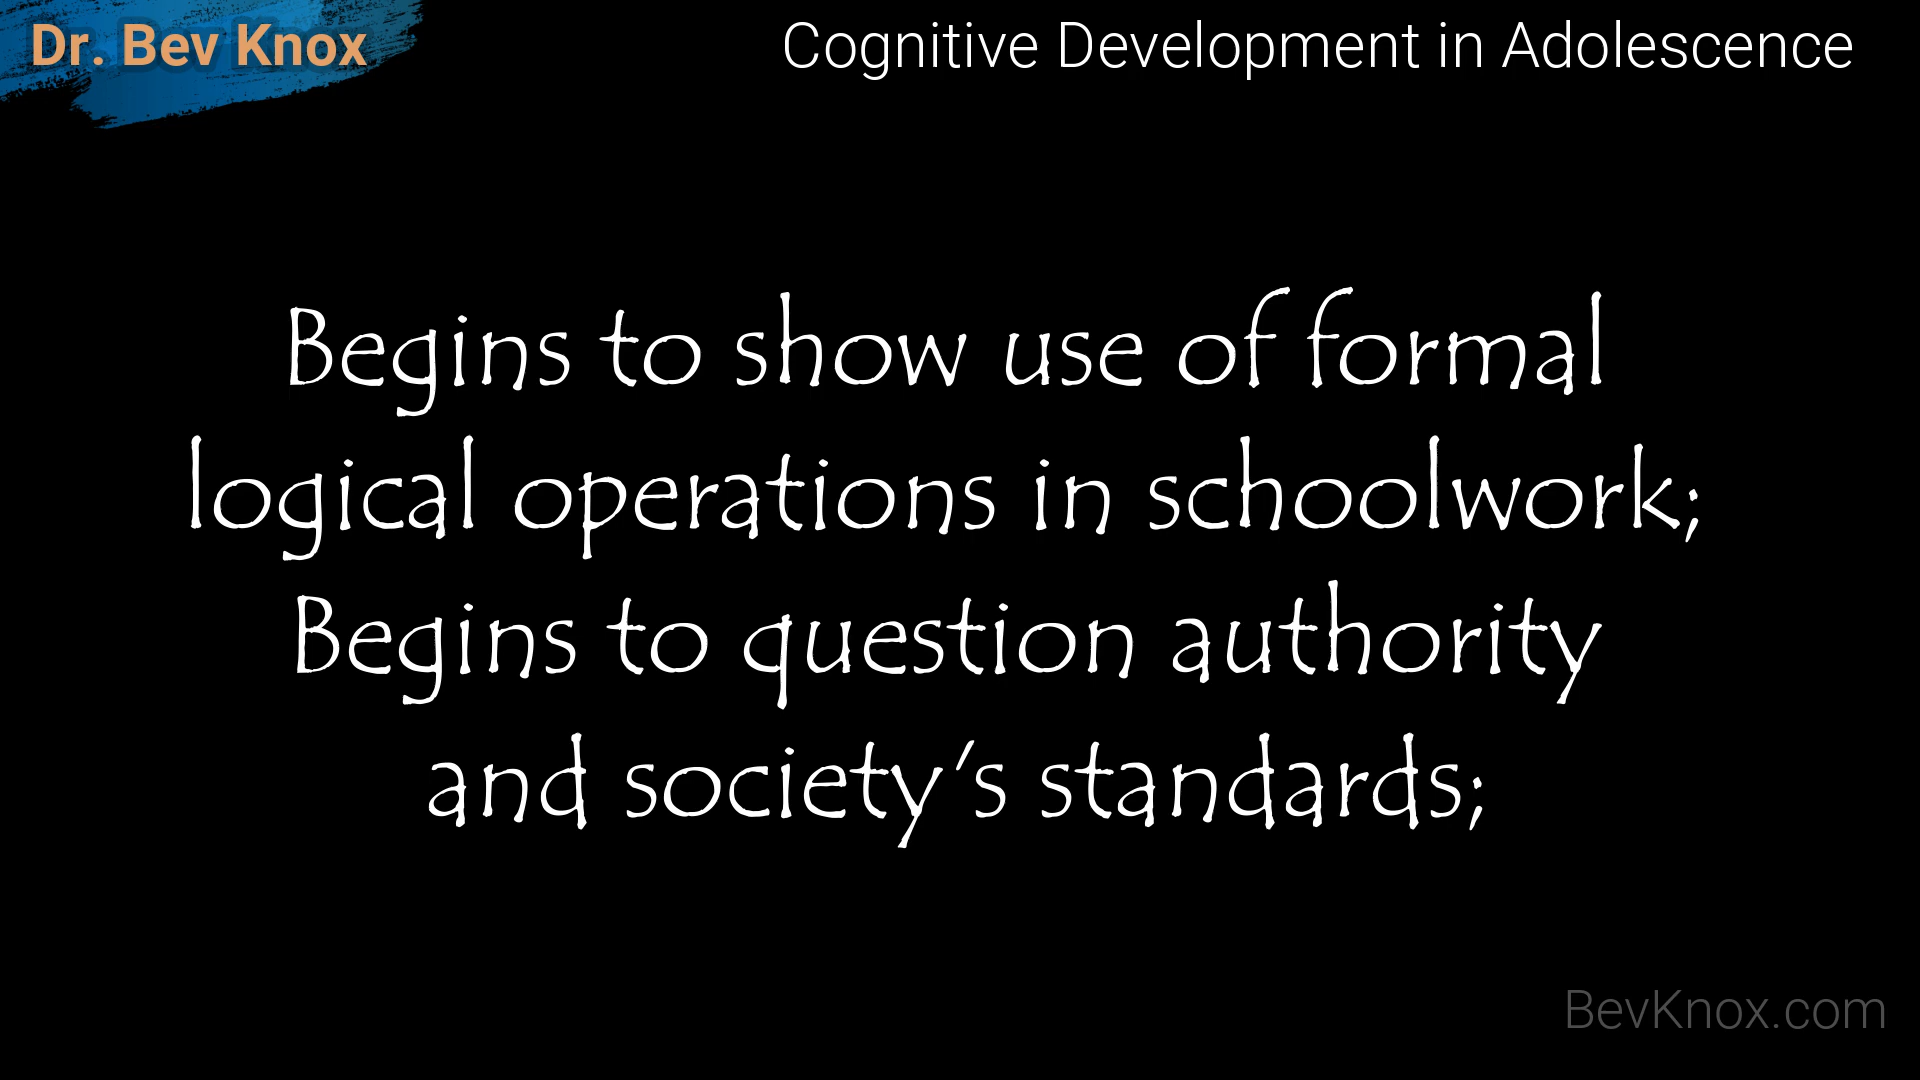 Dr. Bev Knox
Cognitive Development in Adolescence
Begins to show use of formal
logical operations in schoolwork;
Begins to question authority
and society's standards;
BevKnox.com